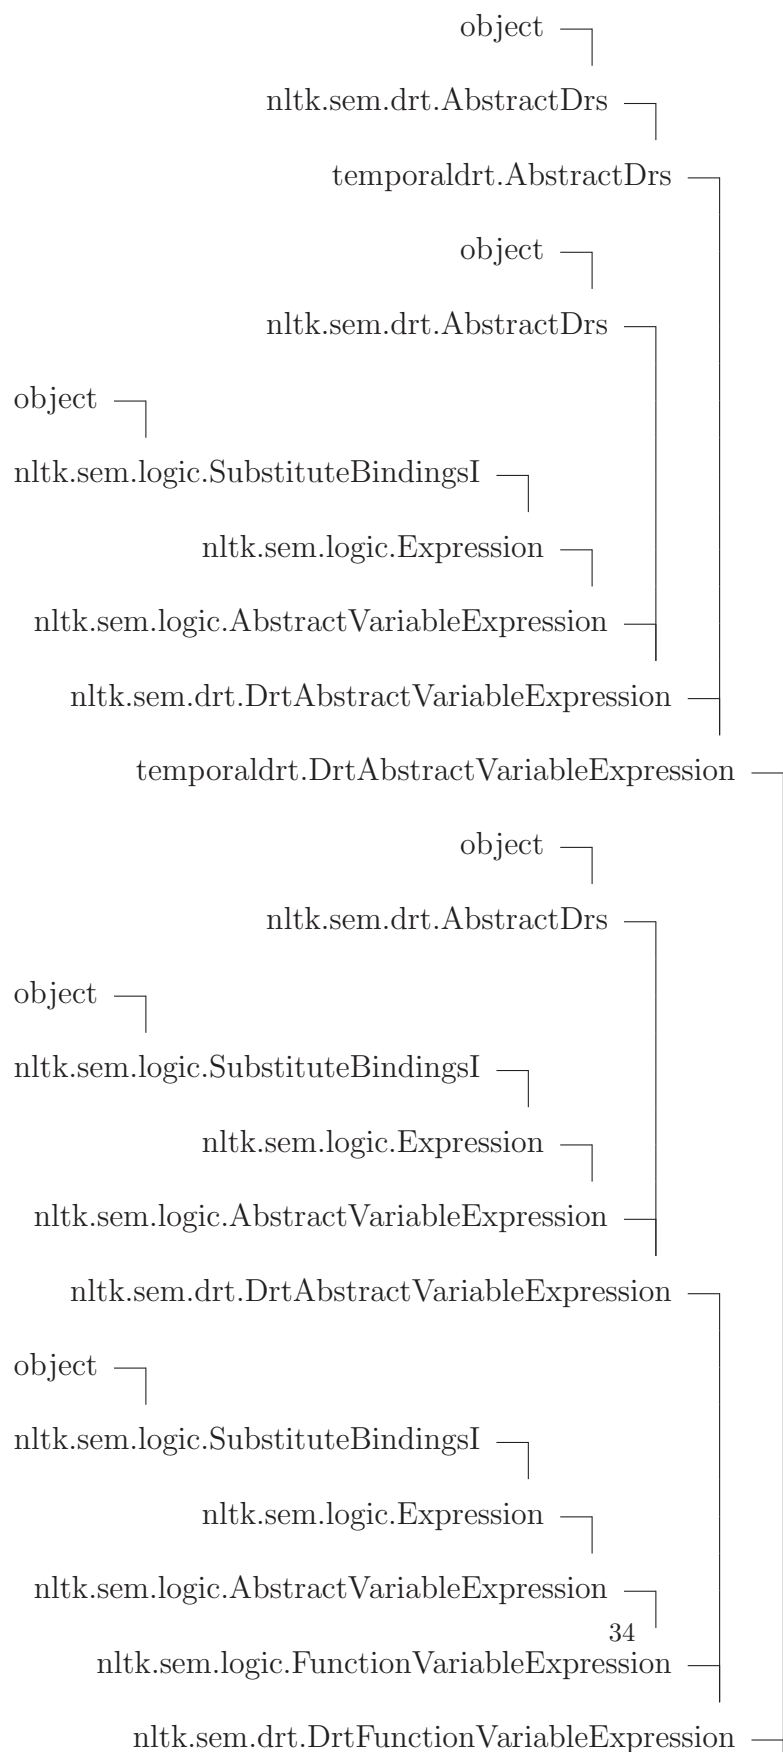 object
nltk.sem.drt.AbstractDrs
temporaldrt.AbstractDrs
object
nltk.sem.drt.AbstractDrs
object
nltk.sem.logic.SubstituteBindingsI
nltk.sem.logic.Expression
nltk.sem.logic.AbstractVariableExpression
nltk.sem.drt.DrtAbstractVariableExpression
temporaldrt.DrtAbstractVariableExpression
object
nltk.sem.drt.AbstractDrs
object
nltk.sem.logic.SubstituteBindingsI
nltk.sem.logic.Expression
nltk.sem.logic.AbstractVariableExpression
nltk.sem.drt.DrtAbstractVariableExpression
object
nltk.sem.logic.SubstituteBindingsI
nltk.sem.logic.Expression
nltk.sem.logic.AbstractVariableExpression
34
nltk.sem.logic.FunctionVariableExpression
nltk.sem.drt.DrtFunctionVariableExpression